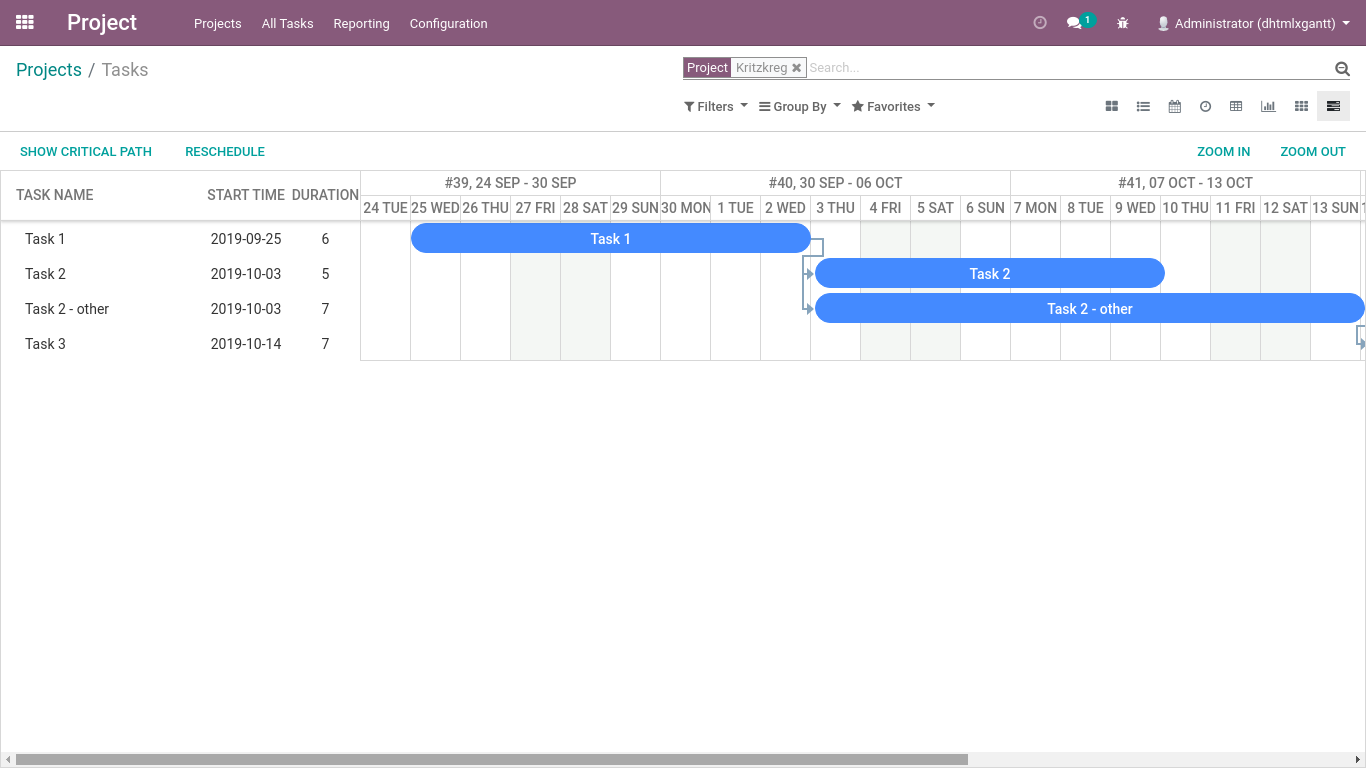 Project Projects All Tasks Reporting Configuration 1 Administrator (dhtmlxgantt)
Projects / Tasks Project Kritzkreg ✖ Search...
Filters Group By Favorites
SHOW CRITICAL PATH RESCHEDULE ZOOM IN ZOOM OUT
TASK NAME START TIME DURATION #39, 24 SEP - 30 SEP #40, 30 SEP - 06 OCT #41, 07 OCT - 13 OCT
24 TUE 25 WED 26 THU 27 FRI 28 SAT 29 SUN 30 MON 1 TUE 2 WED 3 THU 4 FRI 5 SAT 6 SUN 7 MON 8 TUE 9 WED 10 THU 11 FRI 12 SAT 13 SUN
Task 1 2019-09-25 6 Task 1
Task 2 2019-10-03 5 Task 2
Task 2 - other 2019-10-03 7 Task 2 - other
Task 3 2019-10-14 7